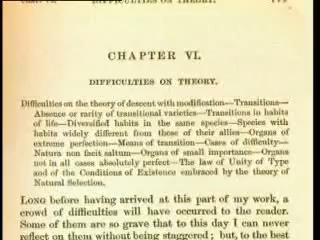 DIFFICULTIES ON THEORY.
CHAPTER VI.
DIFFICULTIES ON THEORY.
Difficulties on the theory of descent with modification—Transitions—
Absence or rarity of transitional varieties—Transitions in habits
of life—Diversified habits in the same species—Species with
habits widely different from those of their allies—Organs of
extreme perfection—Means of transition—Cases of difficulty—
Natura non facit saltum—Organs of small importance—Organs
not in all cases absolutely perfect—The law of Unity of Type
and of the Conditions of Existence embraced by the theory of
Natural Selection.
LONG before having arrived at this part of my work, a
crowd of difficulties will have occurred to the reader.
Some of them are so grave that to this day I can never
reflect on them without being staggered; but, to the best